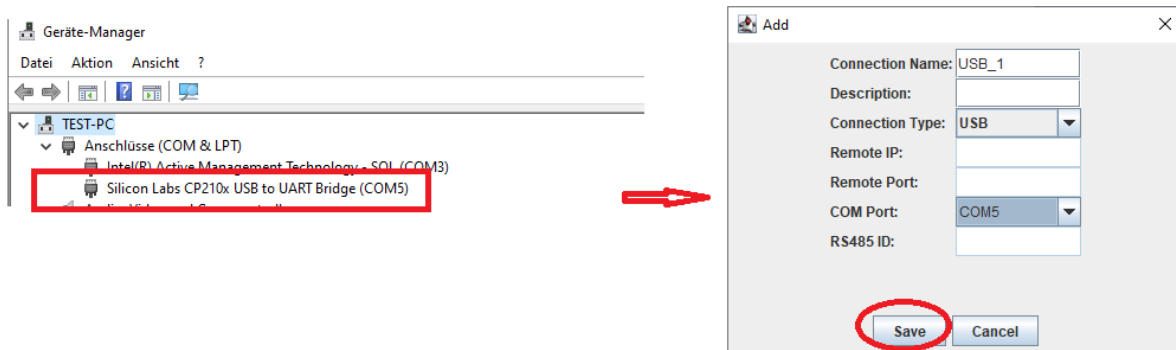 Geräte-Manager
Datei Aktion Ansicht ?
TEST-PC
Anschlüsse (COM & LPT)
Intel(R) Active Management Technology - SOL (COM3)
Silicon Labs CP210x USB to UART Bridge (COM5)
Add
Connection Name: USB_1
Description:
Connection Type: USB
Remote IP:
Remote Port:
COM Port: COM5
RS485 ID:
Save Cancel